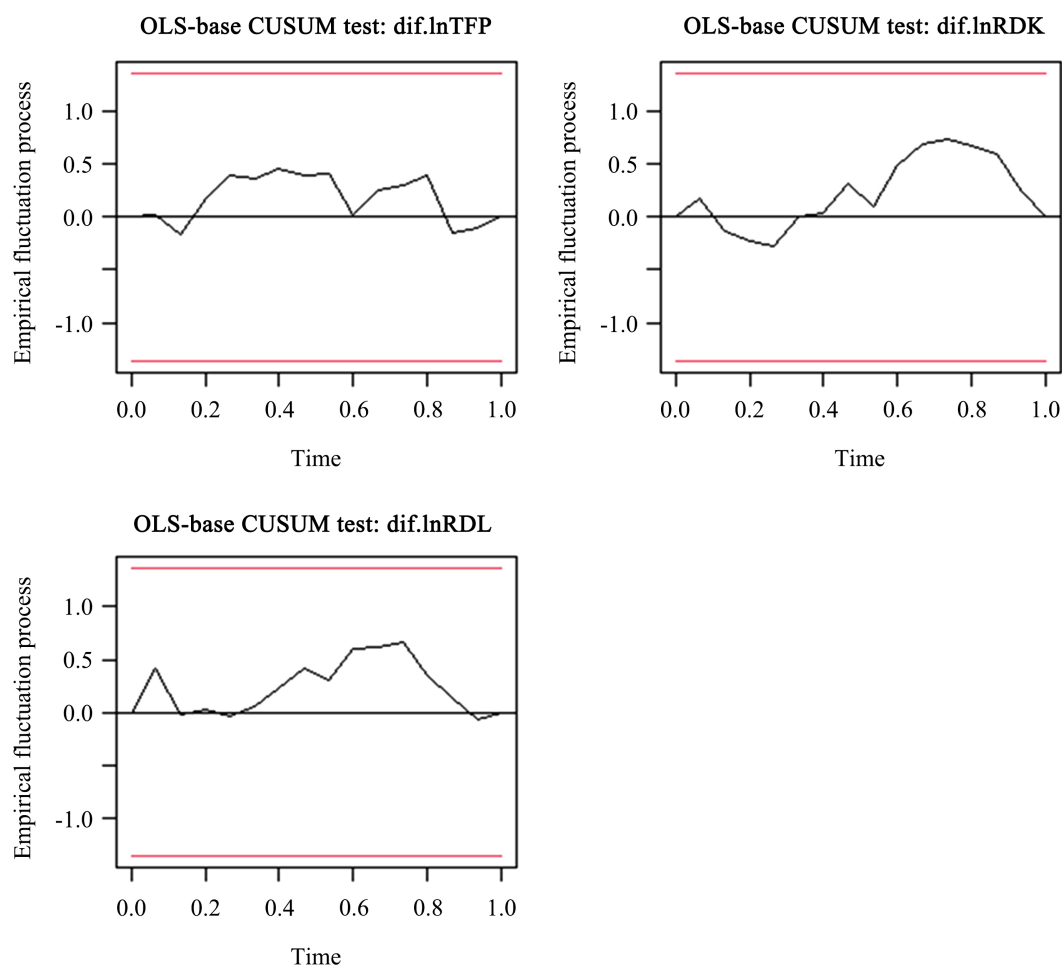 OLS-base CUSUM test: dif.lnTFP
Empirical fluctuation process
1.0
0.5
0.0
-1.0
0.0 0.2 0.4 0.6 0.8 1.0
Time
OLS-base CUSUM test: dif.lnRDK
Empirical fluctuation process
1.0
0.5
0.0
-1.0
0.0 0.2 0.4 0.6 0.8 1.0
Time
OLS-base CUSUM test: dif.lnRDL
Empirical fluctuation process
1.0
0.5
0.0
-1.0
0.0 0.2 0.4 0.6 0.8 1.0
Time